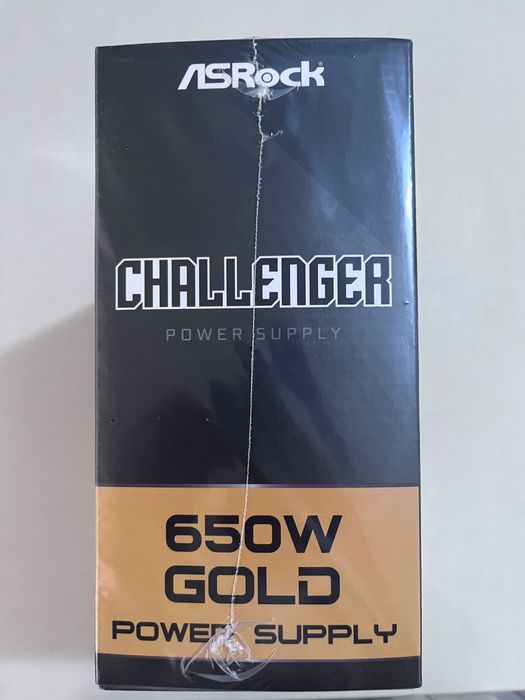 ASRock
CHALLENGER
POWER SUPPLY
650W
GOLD
POWER SUPPLY